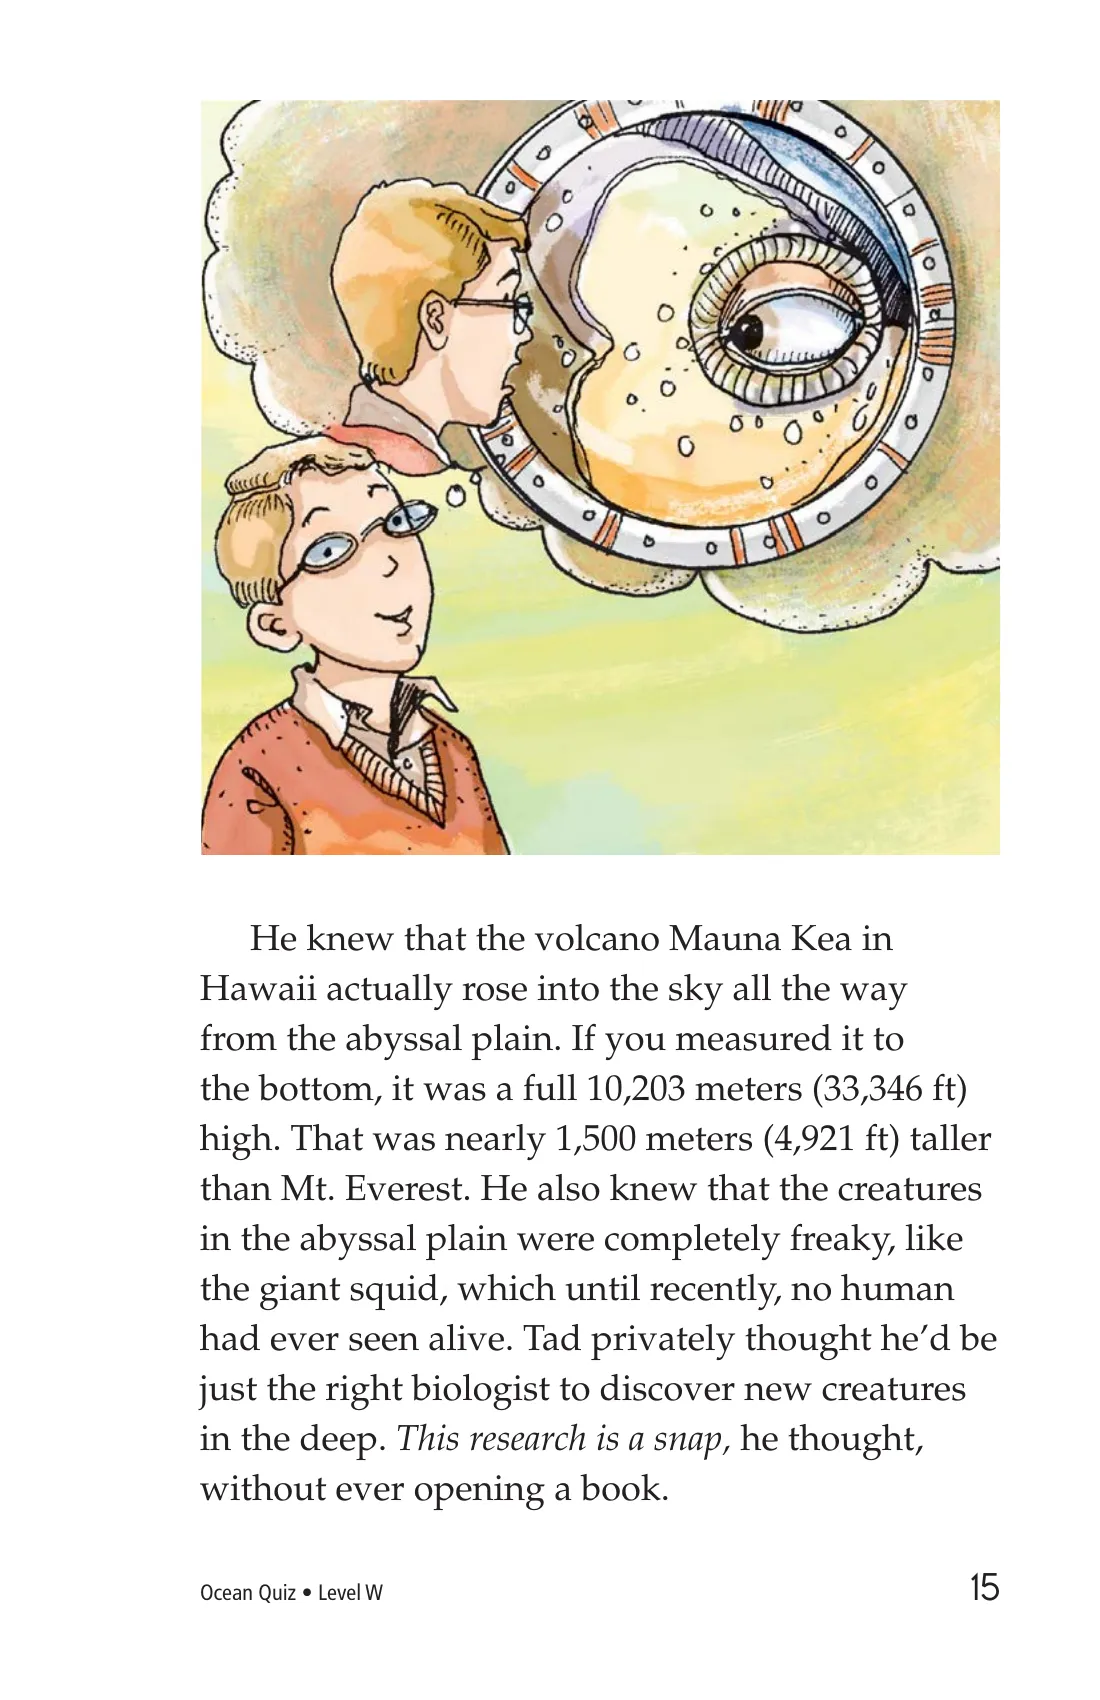 He knew that the volcano Mauna Kea in
Hawaii actually rose into the sky all the way
from the abyssal plain. If you measured it to
the bottom, it was a full 10,203 meters (33,346 ft)
high. That was nearly 1,500 meters (4,921 ft) taller
than Mt. Everest. He also knew that the creatures
in the abyssal plain were completely freaky, like
the giant squid, which until recently, no human
had ever seen alive. Tad privately thought he’d be
just the right biologist to discover new creatures
in the deep. This research is a snap, he thought,
without ever opening a book.
Ocean Quiz • Level W
15